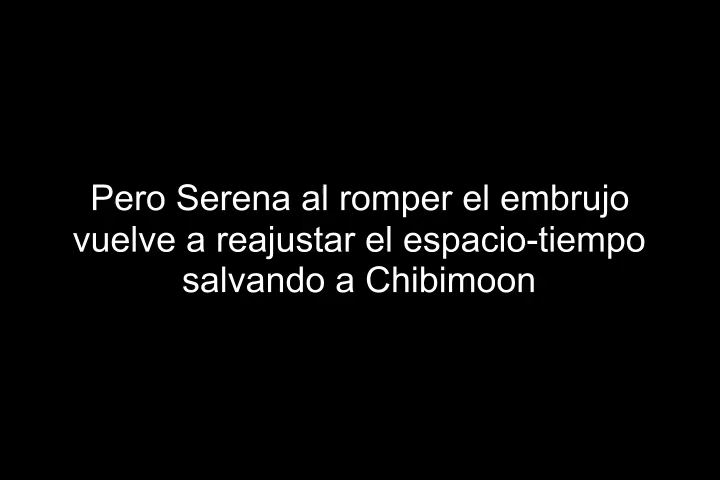 Pero Serena al romper el embrujo
vuelve a reajustar el espacio-tiempo
salvando a Chibimoon